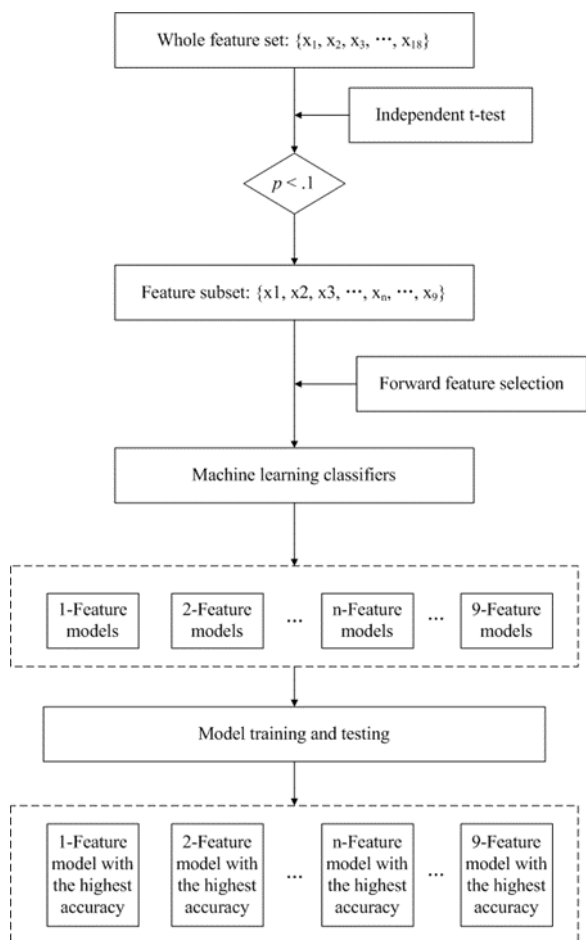 Whole feature set: {x₁, x₂, x₃, ···, x₁₈}
Independent t-test
p < .1
Feature subset: {x1, x2, x3, ···, xₙ, ···, x₉}
Forward feature selection
Machine learning classifiers
1-Feature
models
2-Feature
models
···
n-Feature
models
···
9-Feature
models
Model training and testing
1-Feature
model with
the highest
accuracy
2-Feature
model with
the highest
accuracy
···
n-Feature
model with
the highest
accuracy
···
9-Feature
model with
the highest
accuracy